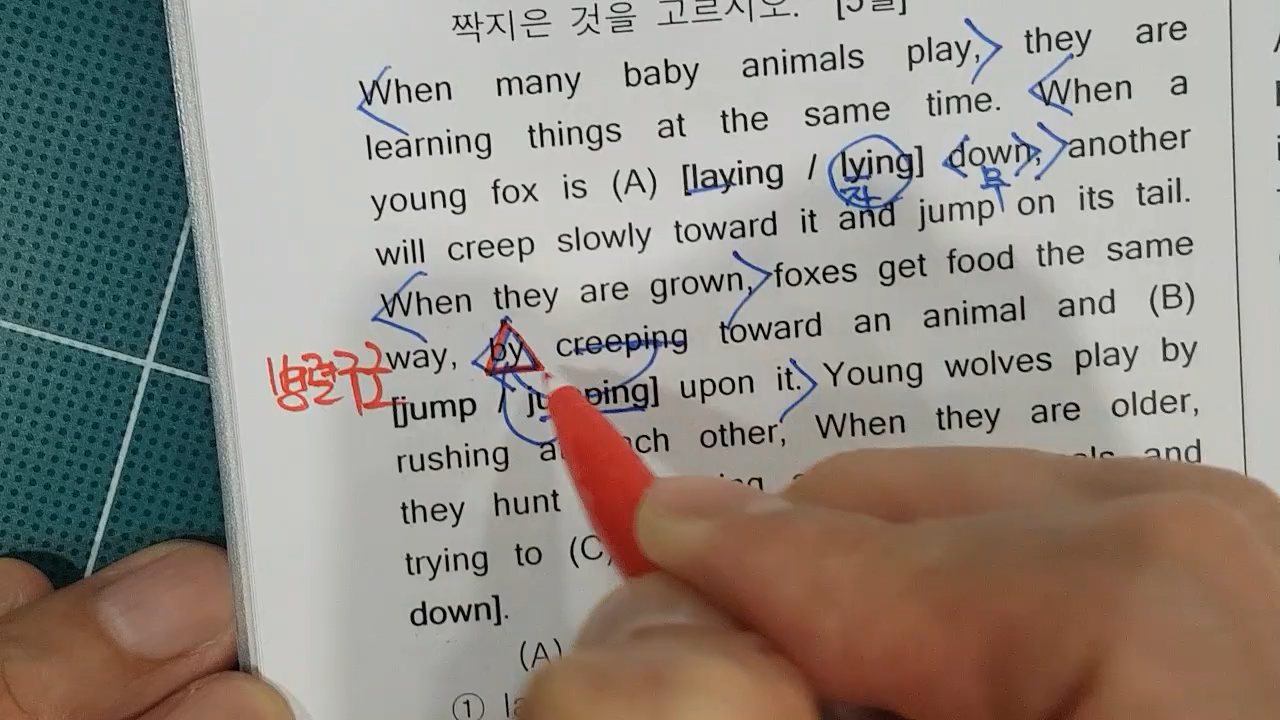 짝지은 것을 고르시오. [3점]
When many baby animals play, they are
learning things at the same time. When a
young fox is (A) [laying / lying] down, another
자 부
will creep slowly toward it and jump on its tail.
When they are grown, foxes get food the same
way, by creeping toward an animal and (B)
병렬구조
[jump / jumping] upon it. Young wolves play by
rushing at each other, When they are older,
they hunt and
trying to (C)
down].
(A)
①